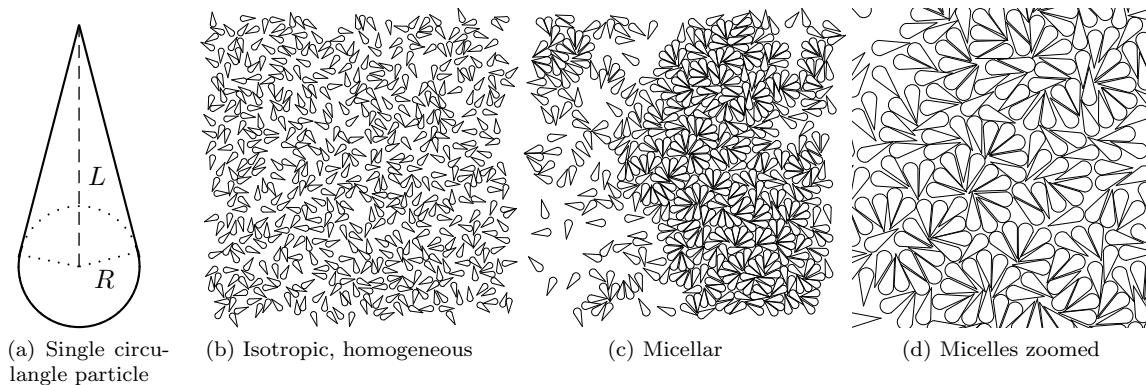 L
R
(a) Single circu-
langle particle
(b) Isotropic, homogeneous
(c) Micellar
(d) Micelles zoomed